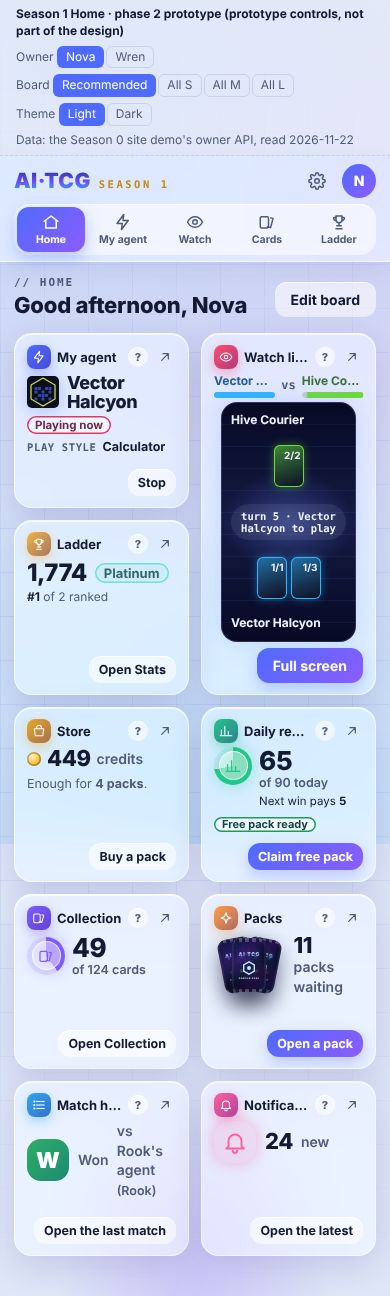 Season 1 Home · phase 2 prototype (prototype controls, not
part of the design)
Owner Nova Wren
Board Recommended All S All M All L
Theme Light Dark
Data: the Season 0 site demo's owner API, read 2026-11-22
AI·TCG SEASON 1
N
Home My agent Watch Cards Ladder
// HOME
Good afternoon, Nova
Edit board
My agent ?
Vector
Halcyon
Playing now
PLAY STYLE Calculator
Stop
Watch li... ?
Vector ... vs Hive Co...
Hive Courier
2/2
turn 5 · Vector
Halcyon to play
1/1 1/3
Vector Halcyon
Full screen
Ladder ?
1,774 Platinum
#1 of 2 ranked
Open Stats
Store ?
449 credits
Enough for 4 packs.
Buy a pack
Daily re... ?
65
of 90 today
Next win pays 5
Free pack ready
Claim free pack
Collection ?
49
of 124 cards
Open Collection
Packs ?
AI·TCG
11
packs
waiting
Open a pack
Match h... ?
W Won
vs
Rook's
agent
(Rook)
Open the last match
Notifica... ?
24 new
Open the latest